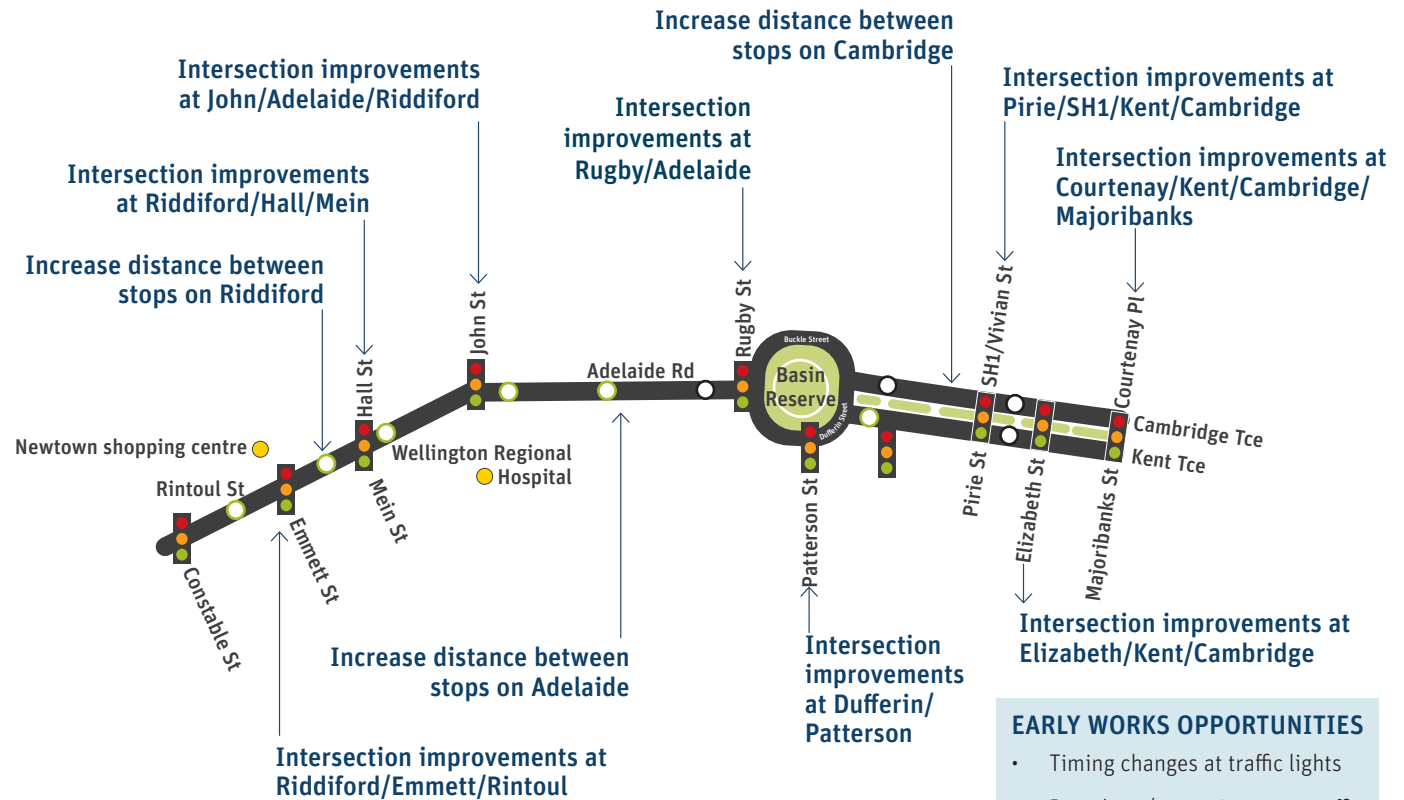 Increase distance between
stops on Cambridge
Intersection improvements
at John/Adelaide/Riddiford
Intersection improvements at
Pirie/SH1/Kent/Cambridge
Intersection
improvements at
Rugby/Adelaide
Intersection improvements at
Courtenay/Kent/Cambridge/
Majoribanks
Intersection improvements
at Riddiford/Hall/Mein
Increase distance between
stops on Riddiford
John St
Rugby St
SH1/Vivian St
Courtenay Pl
Hall St
Buckle Street
Adelaide Rd
Basin
Reserve
Dufferin Street
Cambridge Tce
Kent Tce
Newtown shopping centre
Wellington Regional
Hospital
Rintoul St
Mein St
Emmett St
Constable St
Patterson St
Pirie St
Elizabeth St
Majoribanks St
Intersection improvements at
Elizabeth/Kent/Cambridge
Increase distance between
stops on Adelaide
Intersection
improvements
at Dufferin/
Patterson
Intersection improvements at
Riddiford/Emmett/Rintoul
EARLY WORKS OPPORTUNITIES
• Timing changes at traffic lights